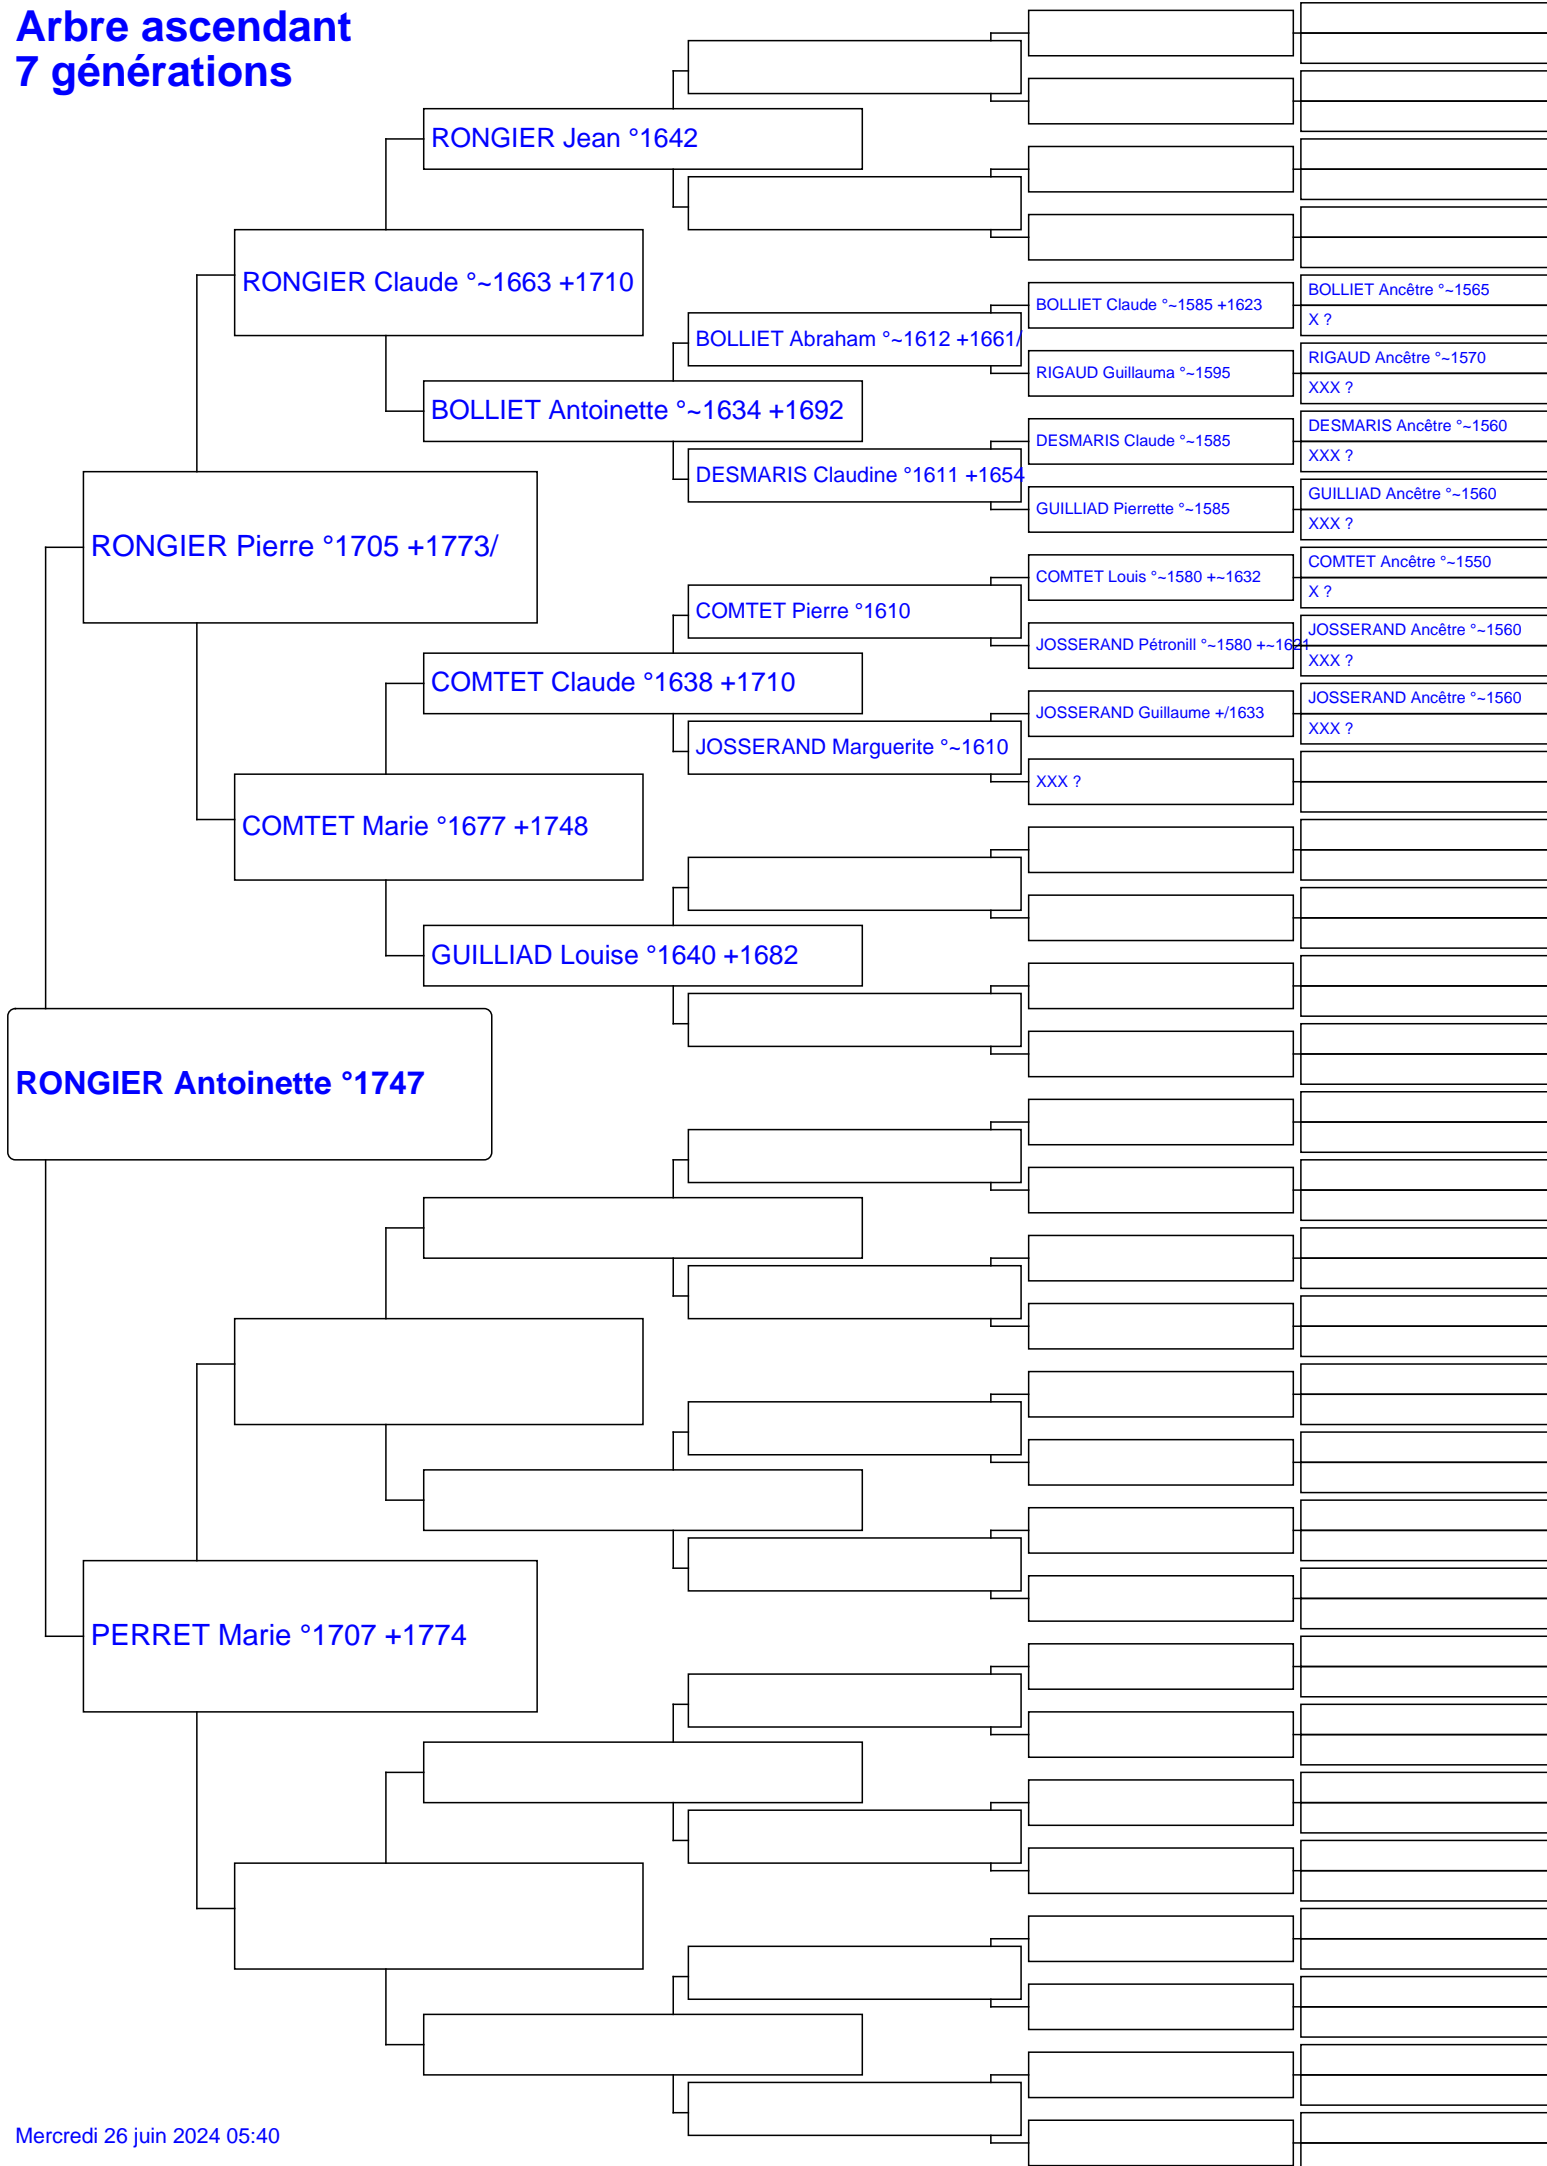 Arbre ascendant
7 générations
RONGIER Jean °1642
RONGIER Claude °~1663 +1710
BOLLIET Claude °~1585 +1623
BOLLIET Ancêtre °~1565
X ?
BOLLIET Abraham °~1612 +1661/
RIGAUD Guillauma °~1595
RIGAUD Ancêtre °~1570
XXX ?
BOLLIET Antoinette °~1634 +1692
DESMARIS Claude °~1585
DESMARIS Ancêtre °~1560
XXX ?
DESMARIS Claudine °1611 +1654
GUILLIAD Pierrette °~1585
GUILLIAD Ancêtre °~1560
XXX ?
RONGIER Pierre °1705 +1773/
COMTET Louis °~1580 +~1632
COMTET Ancêtre °~1550
X ?
COMTET Pierre °1610
JOSSERAND Pétronill °~1580 +~1621
JOSSERAND Ancêtre °~1560
XXX ?
COMTET Claude °1638 +1710
JOSSERAND Guillaume +/1633
JOSSERAND Ancêtre °~1560
XXX ?
JOSSERAND Marguerite °~1610
XXX ?
COMTET Marie °1677 +1748
GUILLIAD Louise °1640 +1682
RONGIER Antoinette °1747
PERRET Marie °1707 +1774
Mercredi 26 juin 2024 05:40